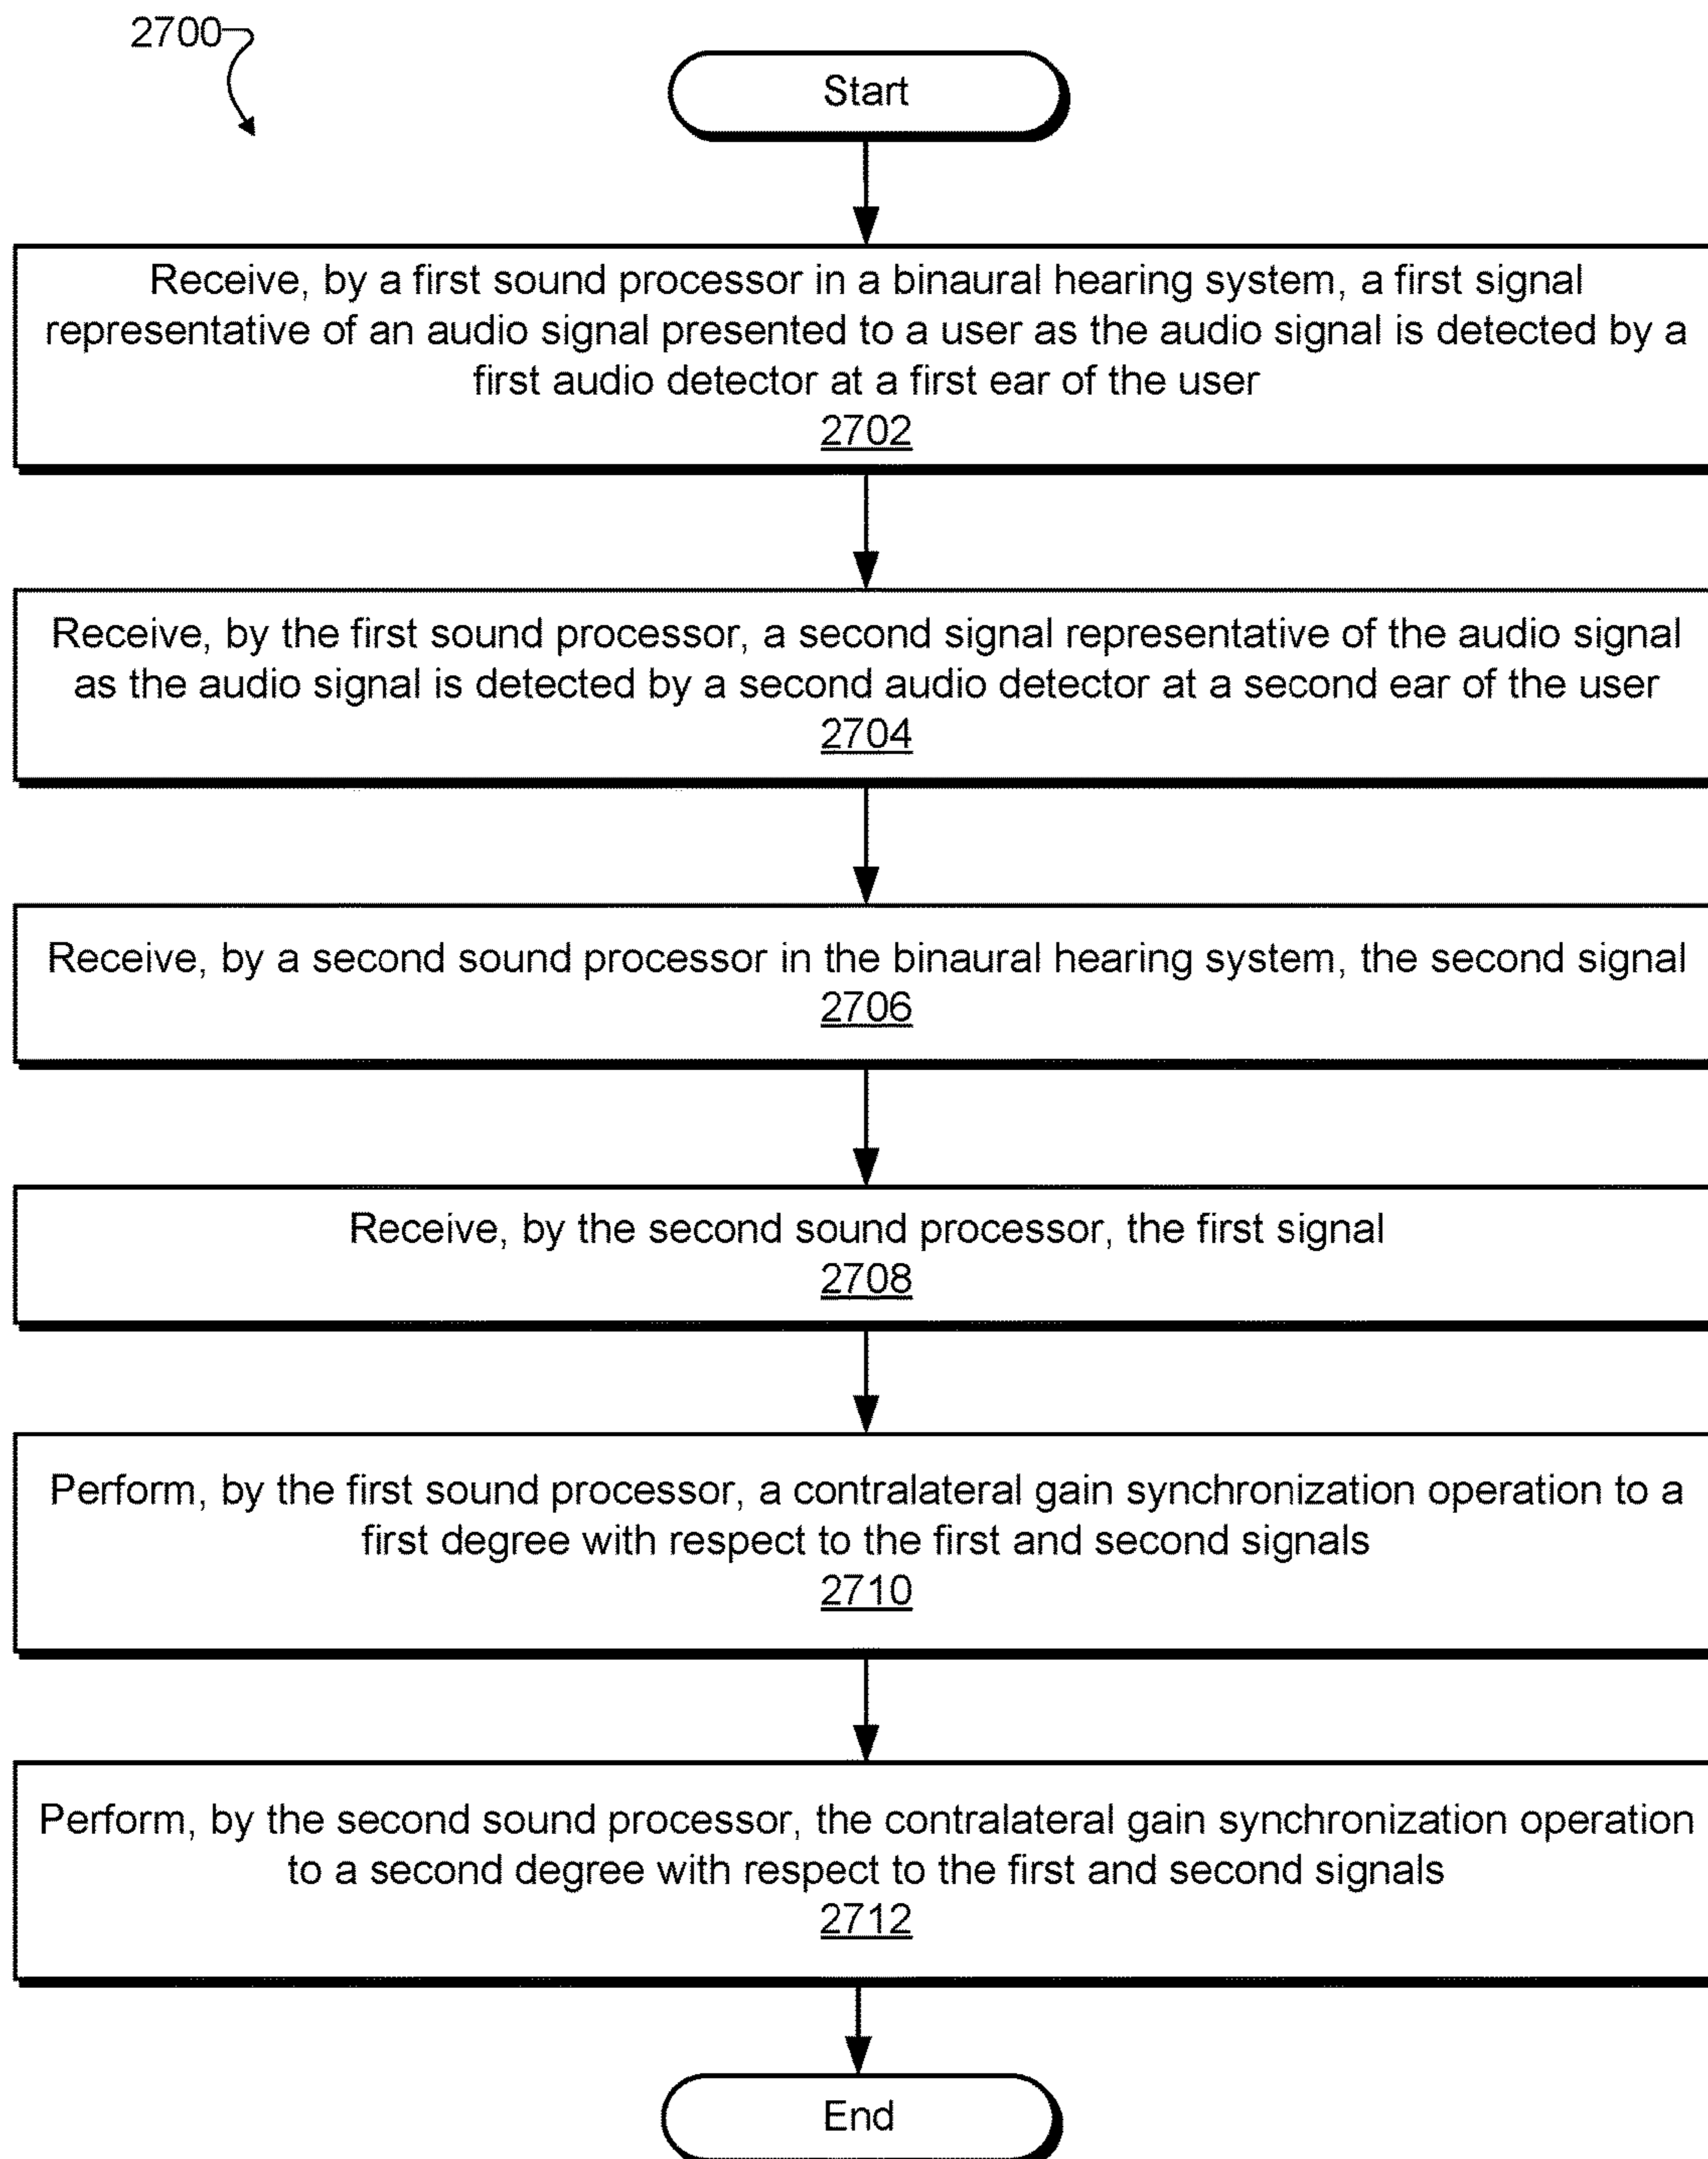 2700
Start
Receive, by a first sound processor in a binaural hearing system, a first signal
representative of an audio signal presented to a user as the audio signal is detected by a
first audio detector at a first ear of the user
2702
Receive, by the first sound processor, a second signal representative of the audio signal
as the audio signal is detected by a second audio detector at a second ear of the user
2704
Receive, by a second sound processor in the binaural hearing system, the second signal
2706
Receive, by the second sound processor, the first signal
2708
Perform, by the first sound processor, a contralateral gain synchronization operation to a
first degree with respect to the first and second signals
2710
Perform, by the second sound processor, the contralateral gain synchronization operation
to a second degree with respect to the first and second signals
2712
End